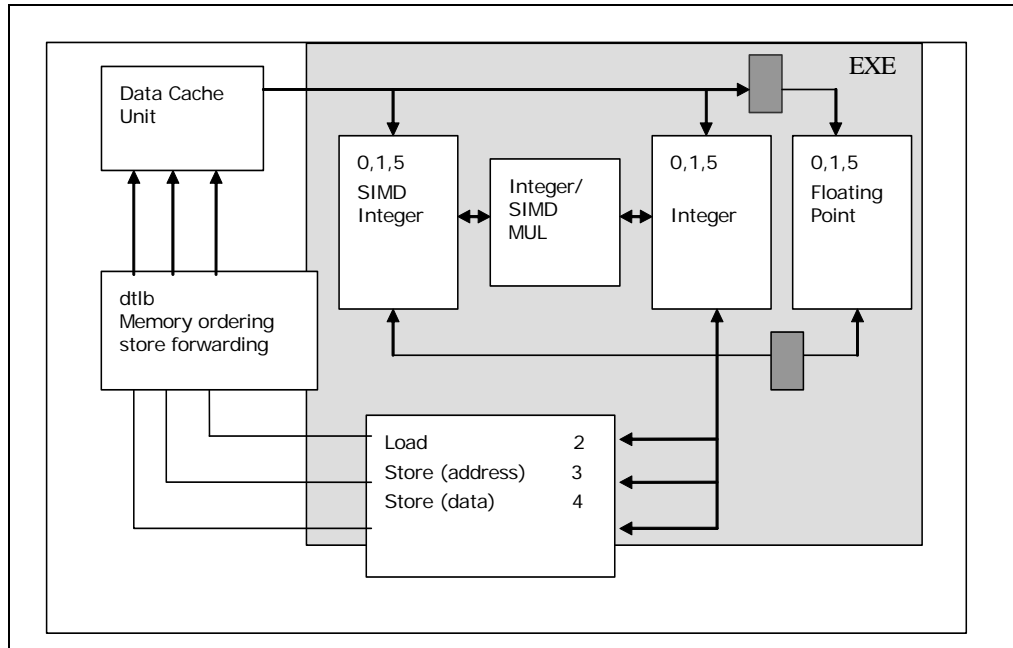 EXE
Data Cache
Unit
0,1,5
SIMD
Integer
Integer/
SIMD
MUL
0,1,5
Integer
0,1,5
Floating
Point
dtlb
Memory ordering
store forwarding
Load 2
Store (address) 3
Store (data) 4